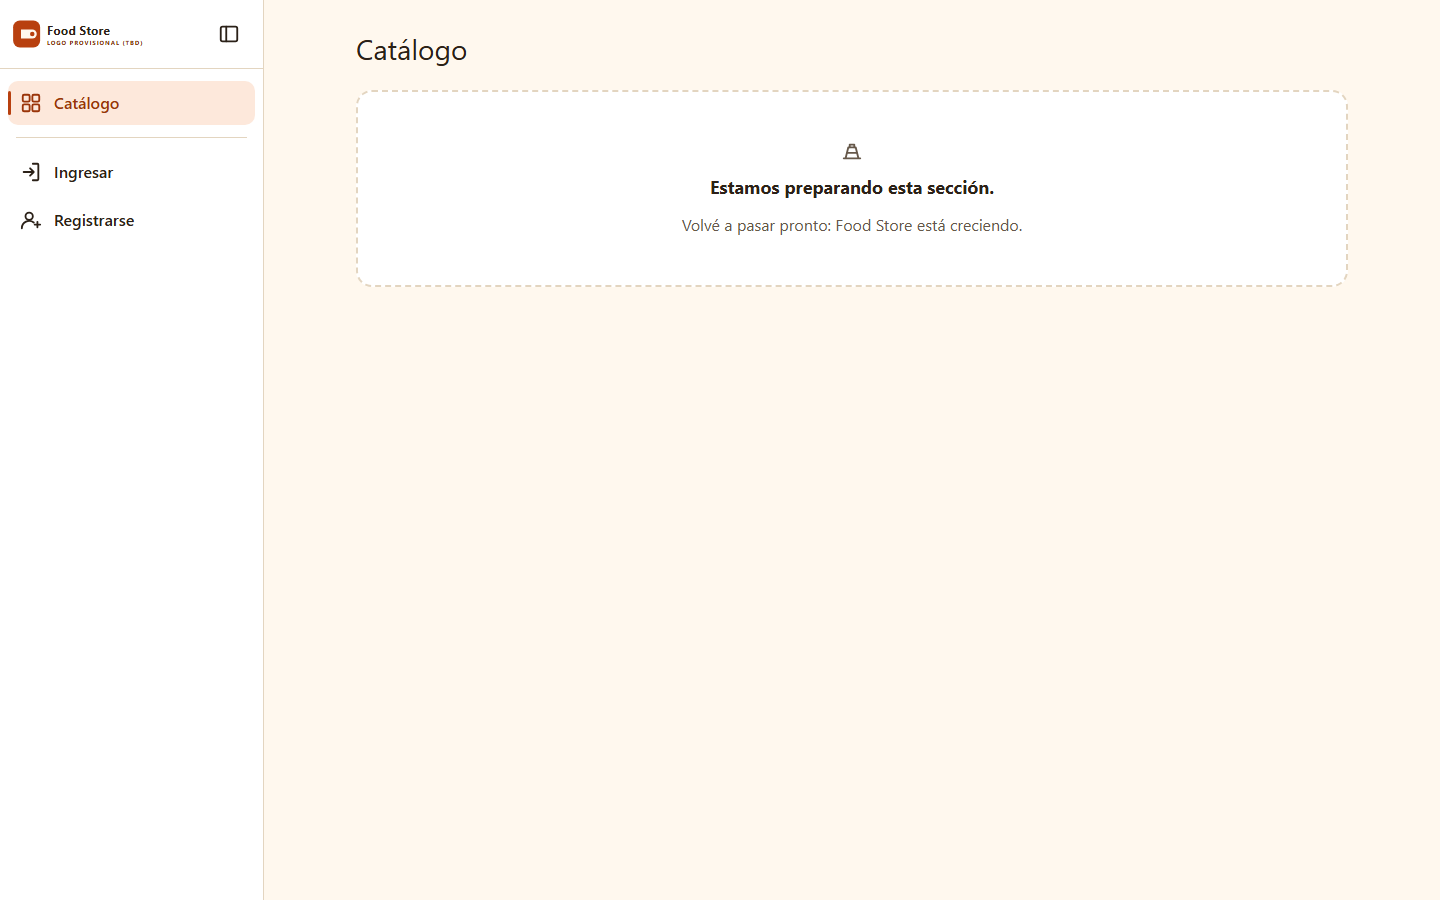 Food Store
LOGO PROVISIONAL (TBD)
Catálogo
Ingresar
Registrarse
Catálogo
Estamos preparando esta sección.
Volvé a pasar pronto: Food Store está creciendo.